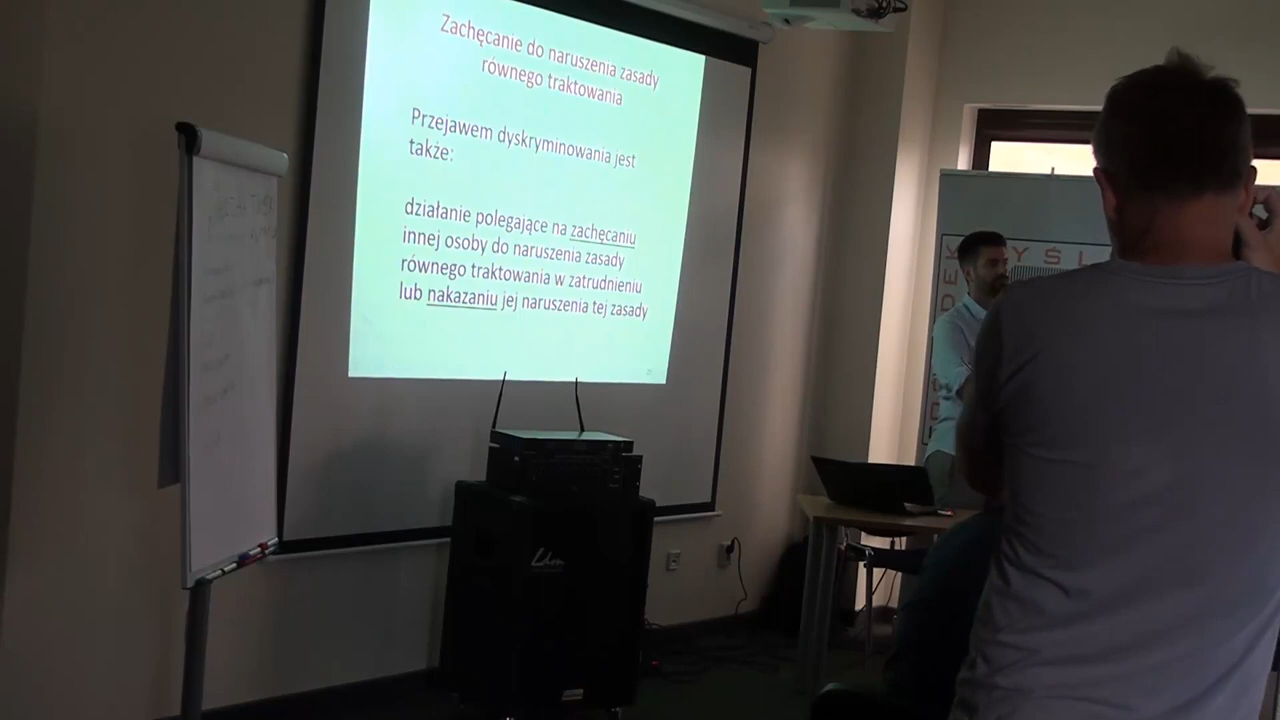 Zachęcanie do naruszenia zasady
równego traktowania
Przejawem dyskryminowania jest
także:
działanie polegające na zachęcaniu
innej osoby do naruszenia zasady
równego traktowania w zatrudnieniu
lub nakazaniu jej naruszenia tej zasady